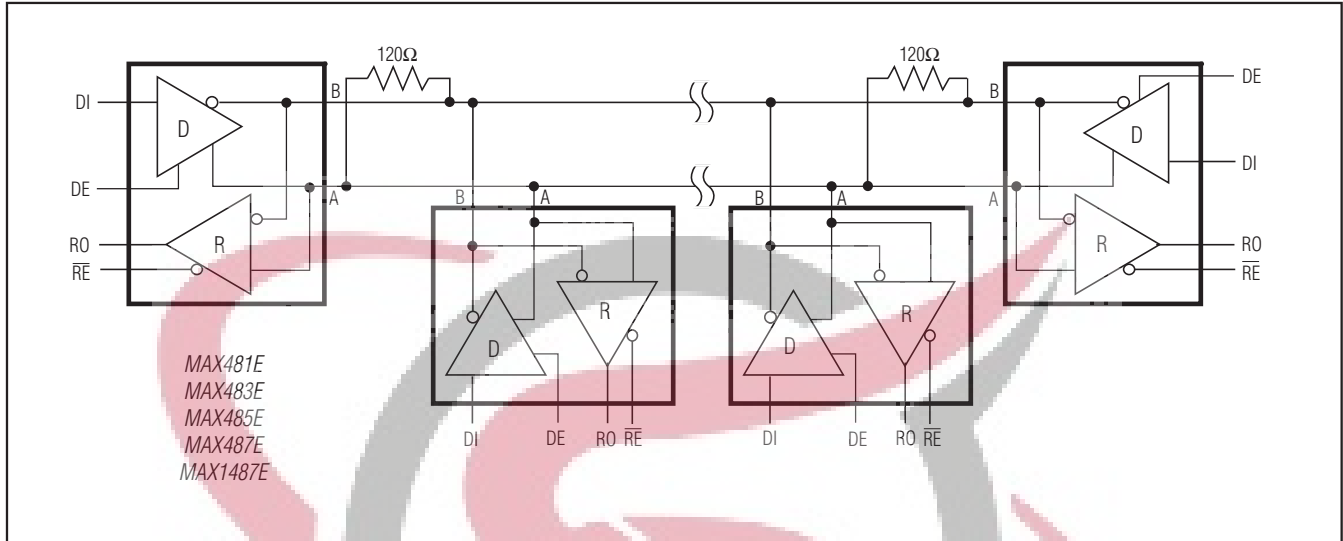 120Ω 120Ω
DI B B DE
D D
DI
DE A B A B A A
RO R R RO
RE RE
R R
D D
MAX481E
MAX483E
MAX485E
MAX487E
MAX1487E
DI DE RO RE DI DE RO RE